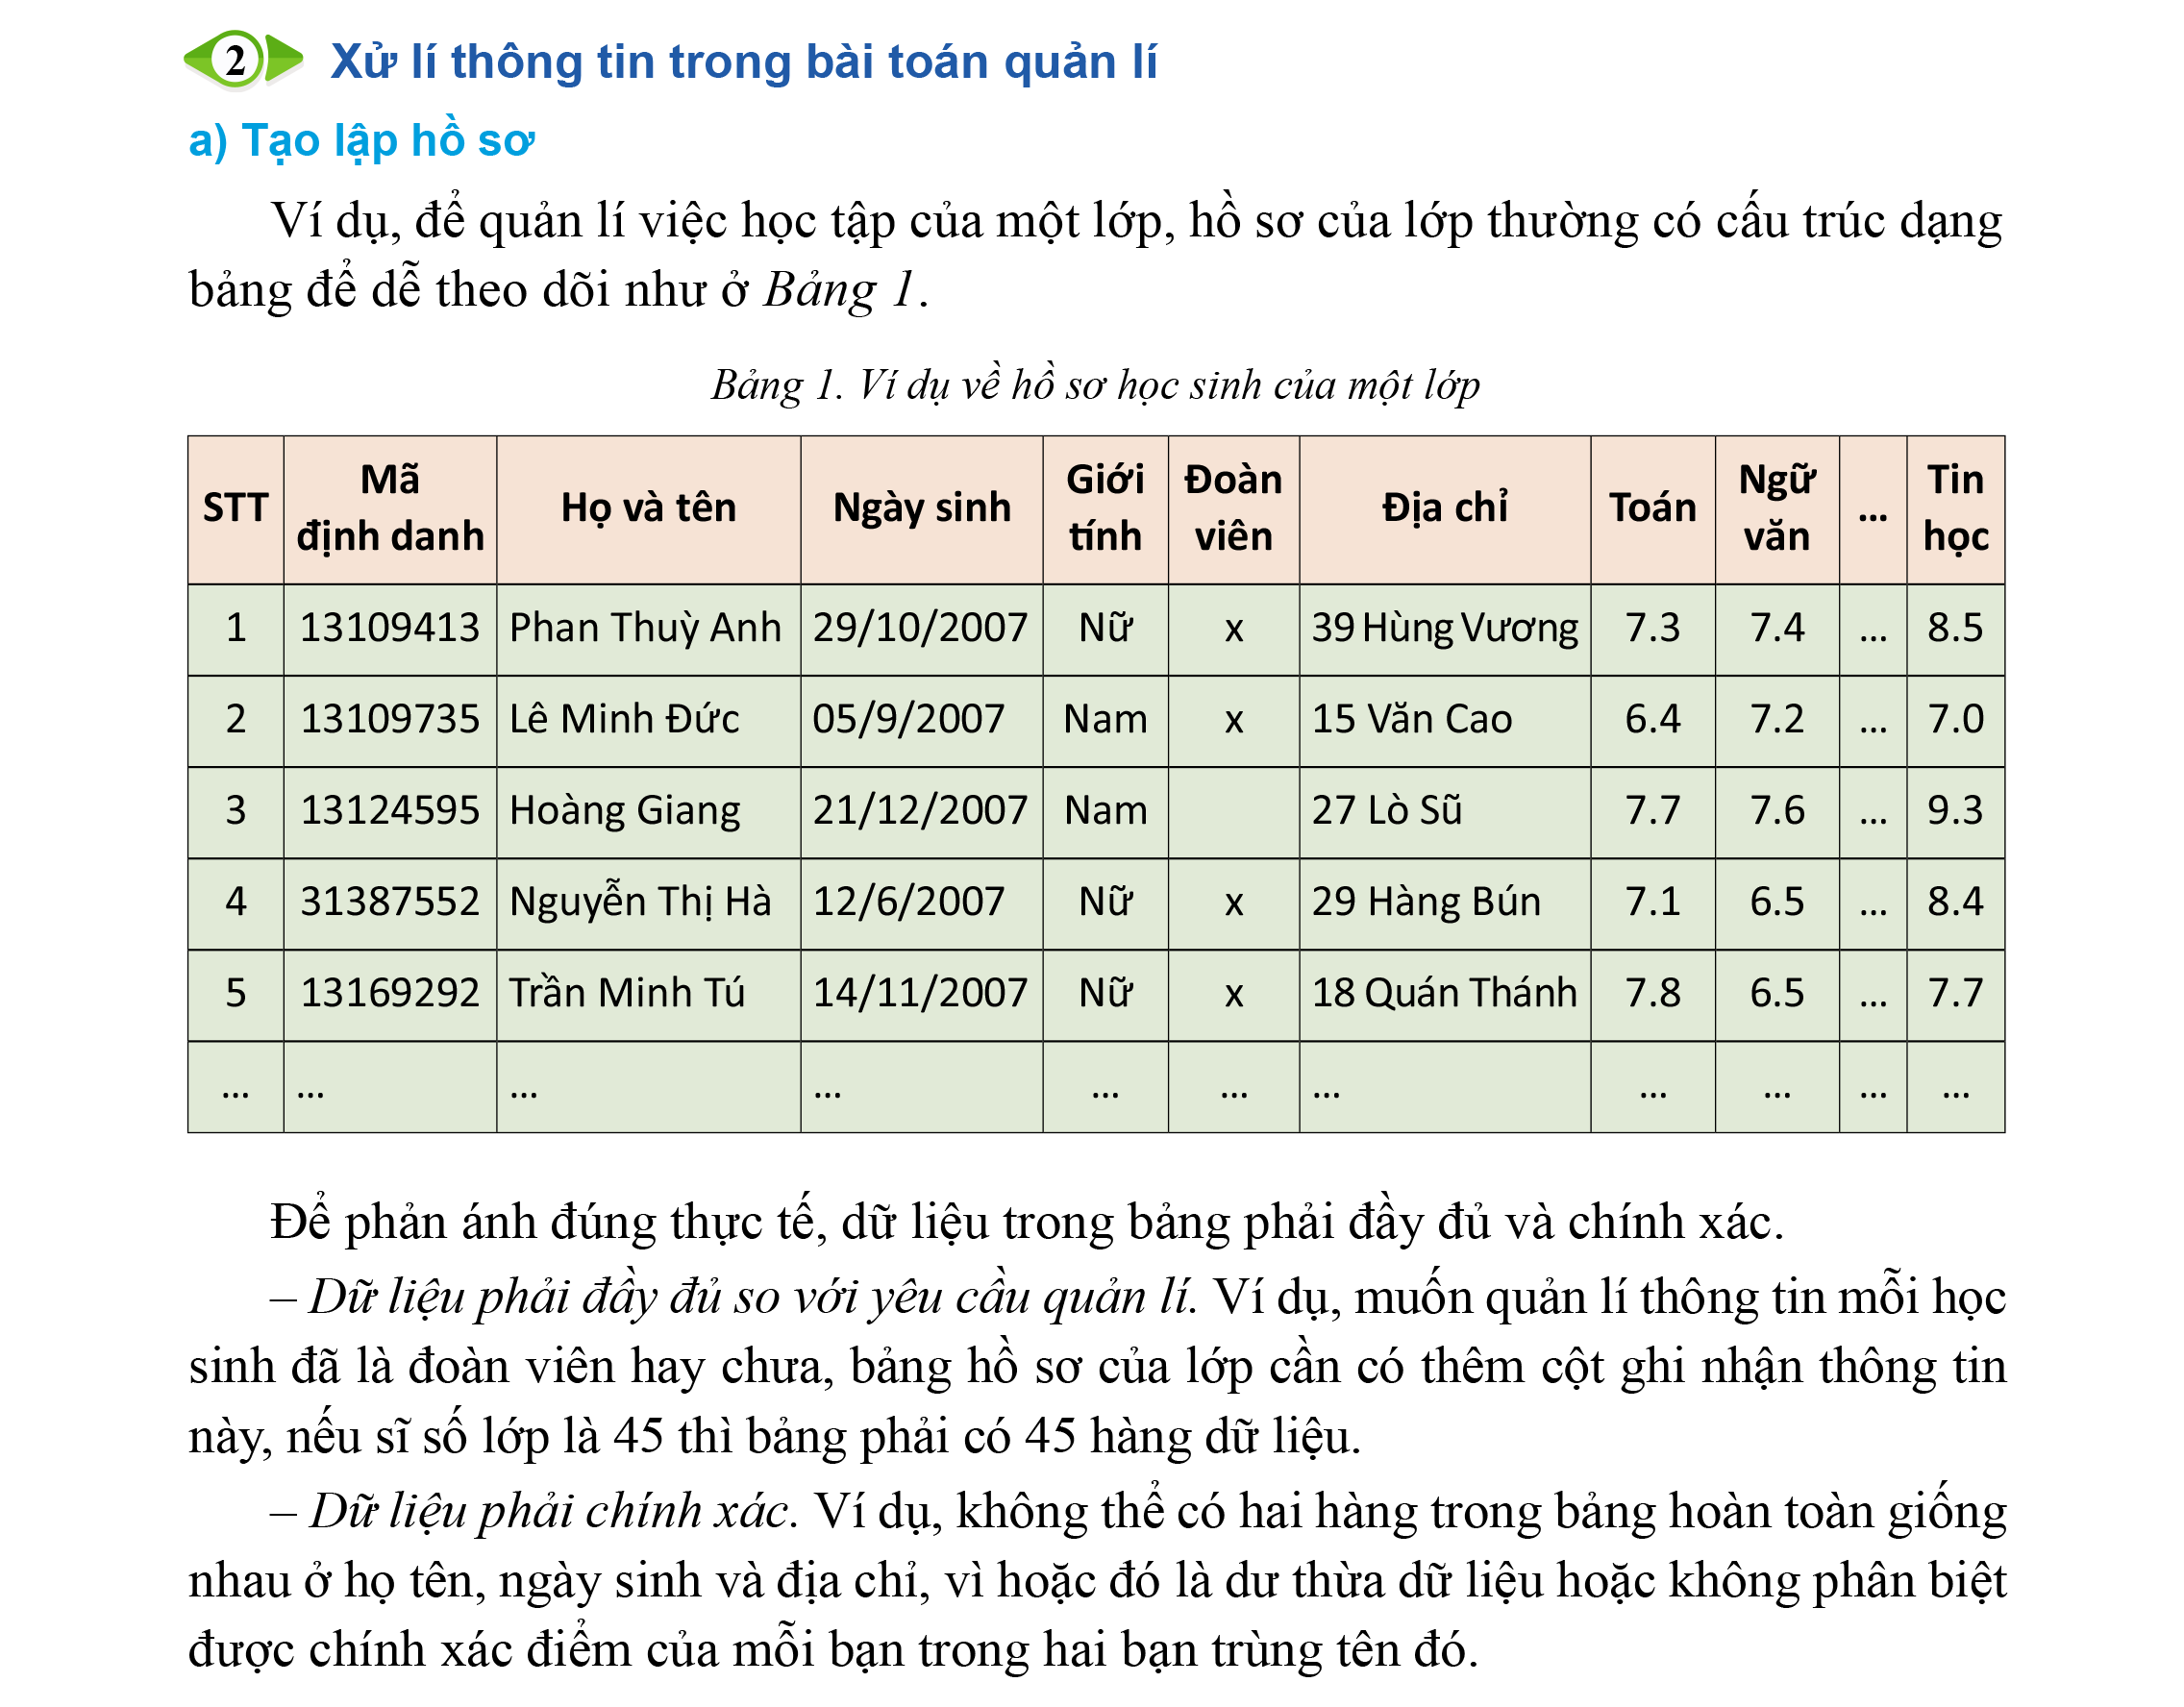 2 Xử lí thông tin trong bài toán quản lí
a) Tạo lập hồ sơ
Ví dụ, để quản lí việc học tập của một lớp, hồ sơ của lớp thường có cấu trúc dạng
bảng để dễ theo dõi như ở Bảng 1.
Bảng 1. Ví dụ về hồ sơ học sinh của một lớp
STT Mã định danh Họ và tên Ngày sinh Giới tính Đoàn viên Địa chỉ Toán Ngữ văn ... Tin học
1 13109413 Phan Thuỳ Anh 29/10/2007 Nữ x 39 Hùng Vương 7.3 7.4 ... 8.5
2 13109735 Lê Minh Đức 05/9/2007 Nam x 15 Văn Cao 6.4 7.2 ... 7.0
3 13124595 Hoàng Giang 21/12/2007 Nam 27 Lò Sũ 7.7 7.6 ... 9.3
4 31387552 Nguyễn Thị Hà 12/6/2007 Nữ x 29 Hàng Bún 7.1 6.5 ... 8.4
5 13169292 Trần Minh Tú 14/11/2007 Nữ x 18 Quán Thánh 7.8 6.5 ... 7.7
... ... ... ... ... ... ... ... ... ... ...
Để phản ánh đúng thực tế, dữ liệu trong bảng phải đầy đủ và chính xác.
– Dữ liệu phải đầy đủ so với yêu cầu quản lí. Ví dụ, muốn quản lí thông tin mỗi học
sinh đã là đoàn viên hay chưa, bảng hồ sơ của lớp cần có thêm cột ghi nhận thông tin
này, nếu sĩ số lớp là 45 thì bảng phải có 45 hàng dữ liệu.
– Dữ liệu phải chính xác. Ví dụ, không thể có hai hàng trong bảng hoàn toàn giống
nhau ở họ tên, ngày sinh và địa chỉ, vì hoặc đó là dư thừa dữ liệu hoặc không phân biệt
được chính xác điểm của mỗi bạn trong hai bạn trùng tên đó.